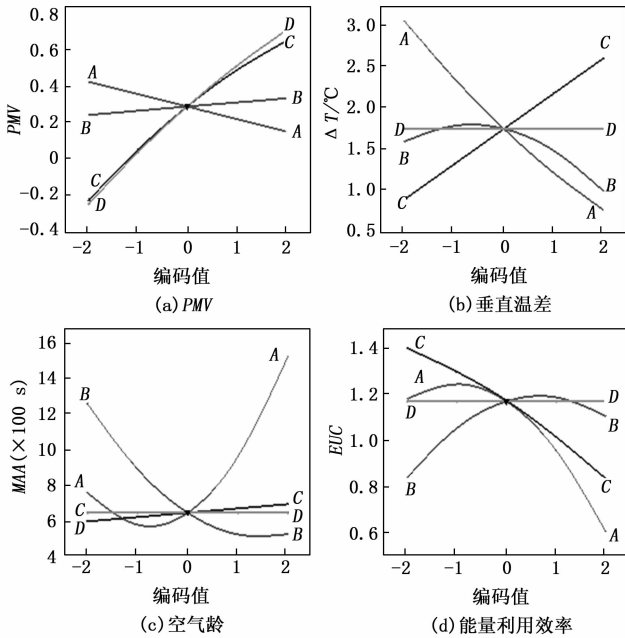 0.8
0.6
0.4
0.2
0
-0.2
-0.4
PMV
A
B
C
D
D
C
B
A
-2 -1 0 1 2
编码值
(a) PMV
3.0
2.5
2.0
1.5
1.0
0.5
Δ T/℃
A
D
B
C
C
D
B
A
-2 -1 0 1 2
编码值
(b) 垂直温差
16
14
12
10
8
6
4
MAA(×100 s)
B
A
C
D
A
C
D
B
-2 -1 0 1 2
编码值
(c) 空气龄
1.4
1.2
1.0
0.8
0.6
EUC
C
A
D
B
D
B
C
A
-2 -1 0 1 2
编码值
(d) 能量利用效率